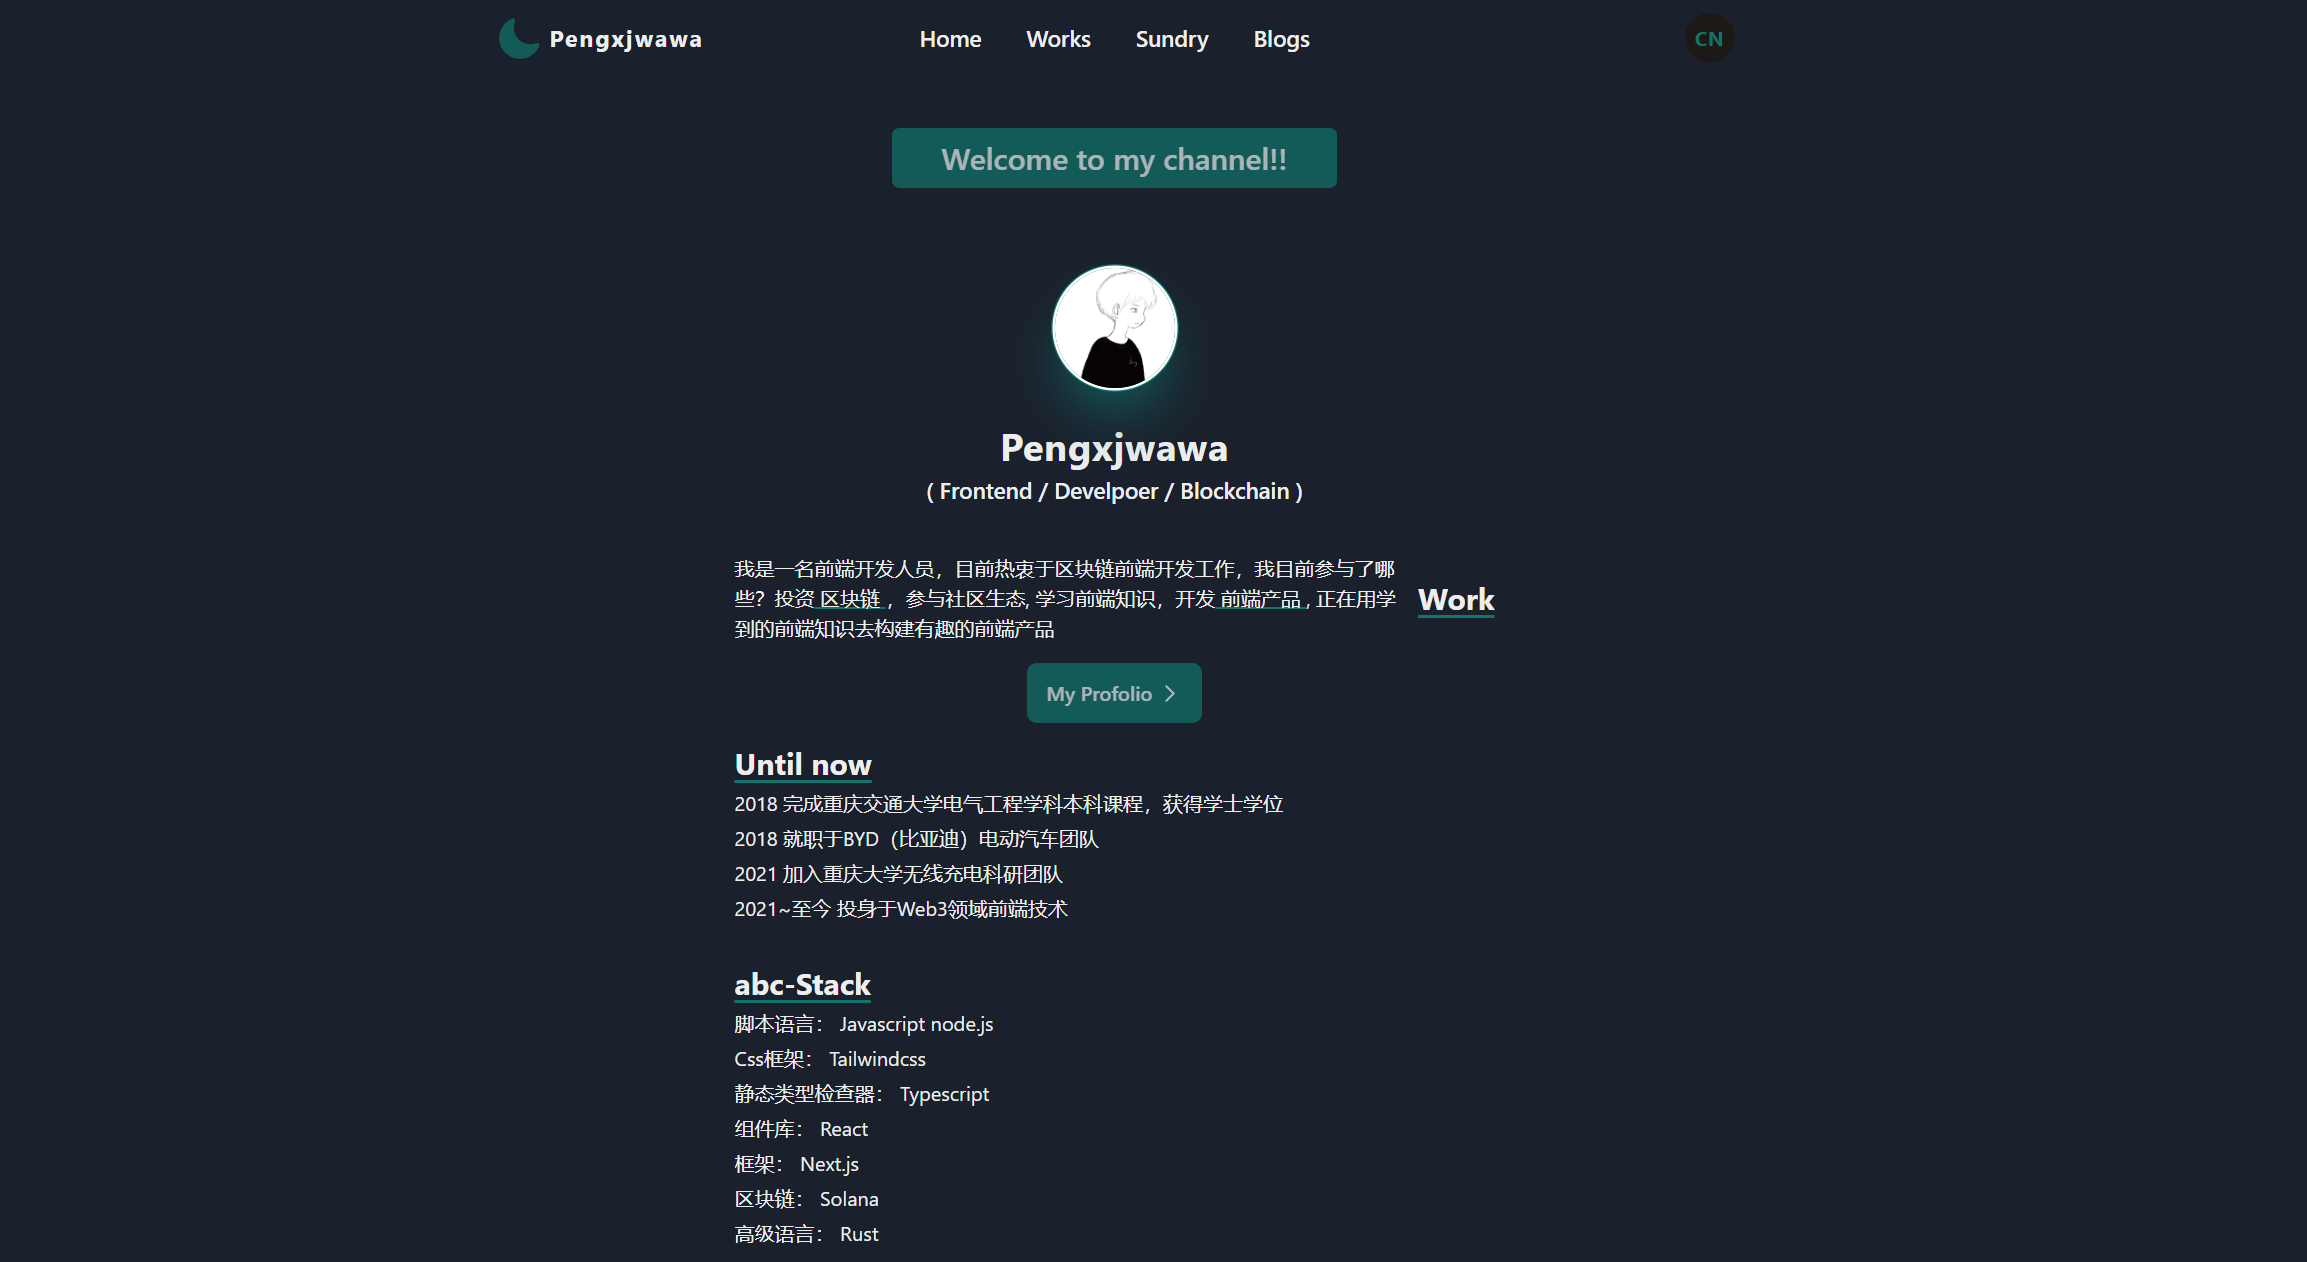 Pengxjwawa
Home Works Sundry Blogs
CN
Welcome to my channel!!
Pengxjwawa
( Frontend / Develpoer / Blockchain )
我是一名前端开发人员，目前热衷于区块链前端开发工作，我目前参与了哪
些？投资 区块链 ，参与社区生态, 学习前端知识，开发 前端产品 , 正在用学
到的前端知识去构建有趣的前端产品
Work
My Profolio
Until now
2018 完成重庆交通大学电气工程学科本科课程，获得学士学位
2018 就职于BYD（比亚迪）电动汽车团队
2021 加入重庆大学无线充电科研团队
2021~至今 投身于Web3领域前端技术
abc-Stack
脚本语言： Javascript node.js
Css框架： Tailwindcss
静态类型检查器： Typescript
组件库： React
框架： Next.js
区块链： Solana
高级语言： Rust